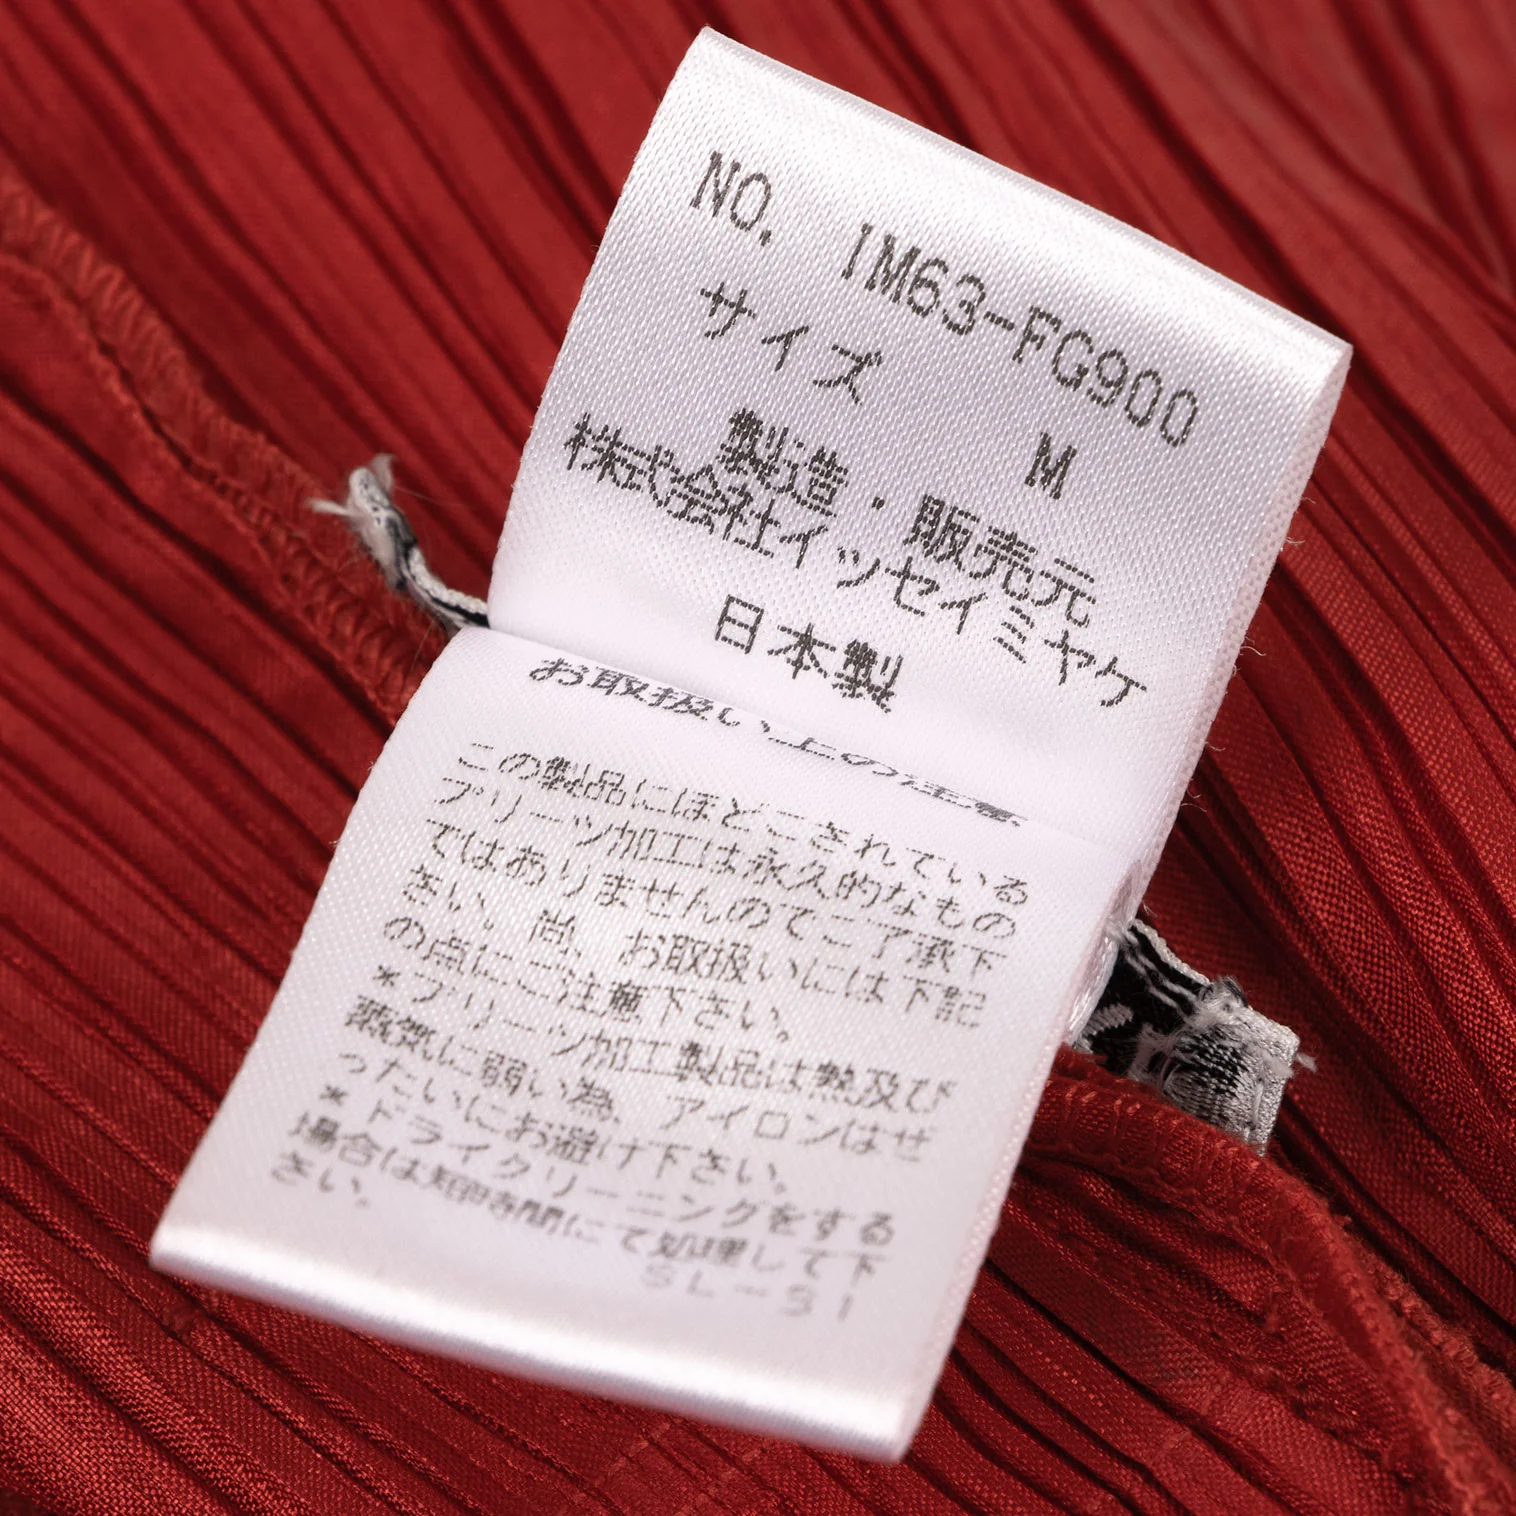 NO. IM63-FG900
サイズ M
製造・販売元
株式会社イッセイミヤケ
日本製
お取扱い上の注意
この製品にほどこされている
プリーツ加工は永久的なもの
ではありませんのでご了承下
さい。尚、お取扱いには下記
の点にご注意下さい。
*プリーツ加工製品は熱及び
蒸気に弱い為、アイロンはぜ
ったいにお避け下さい。
*ドライクリーニングをする
場合は短時間にて処理して下
さい。
SL-51